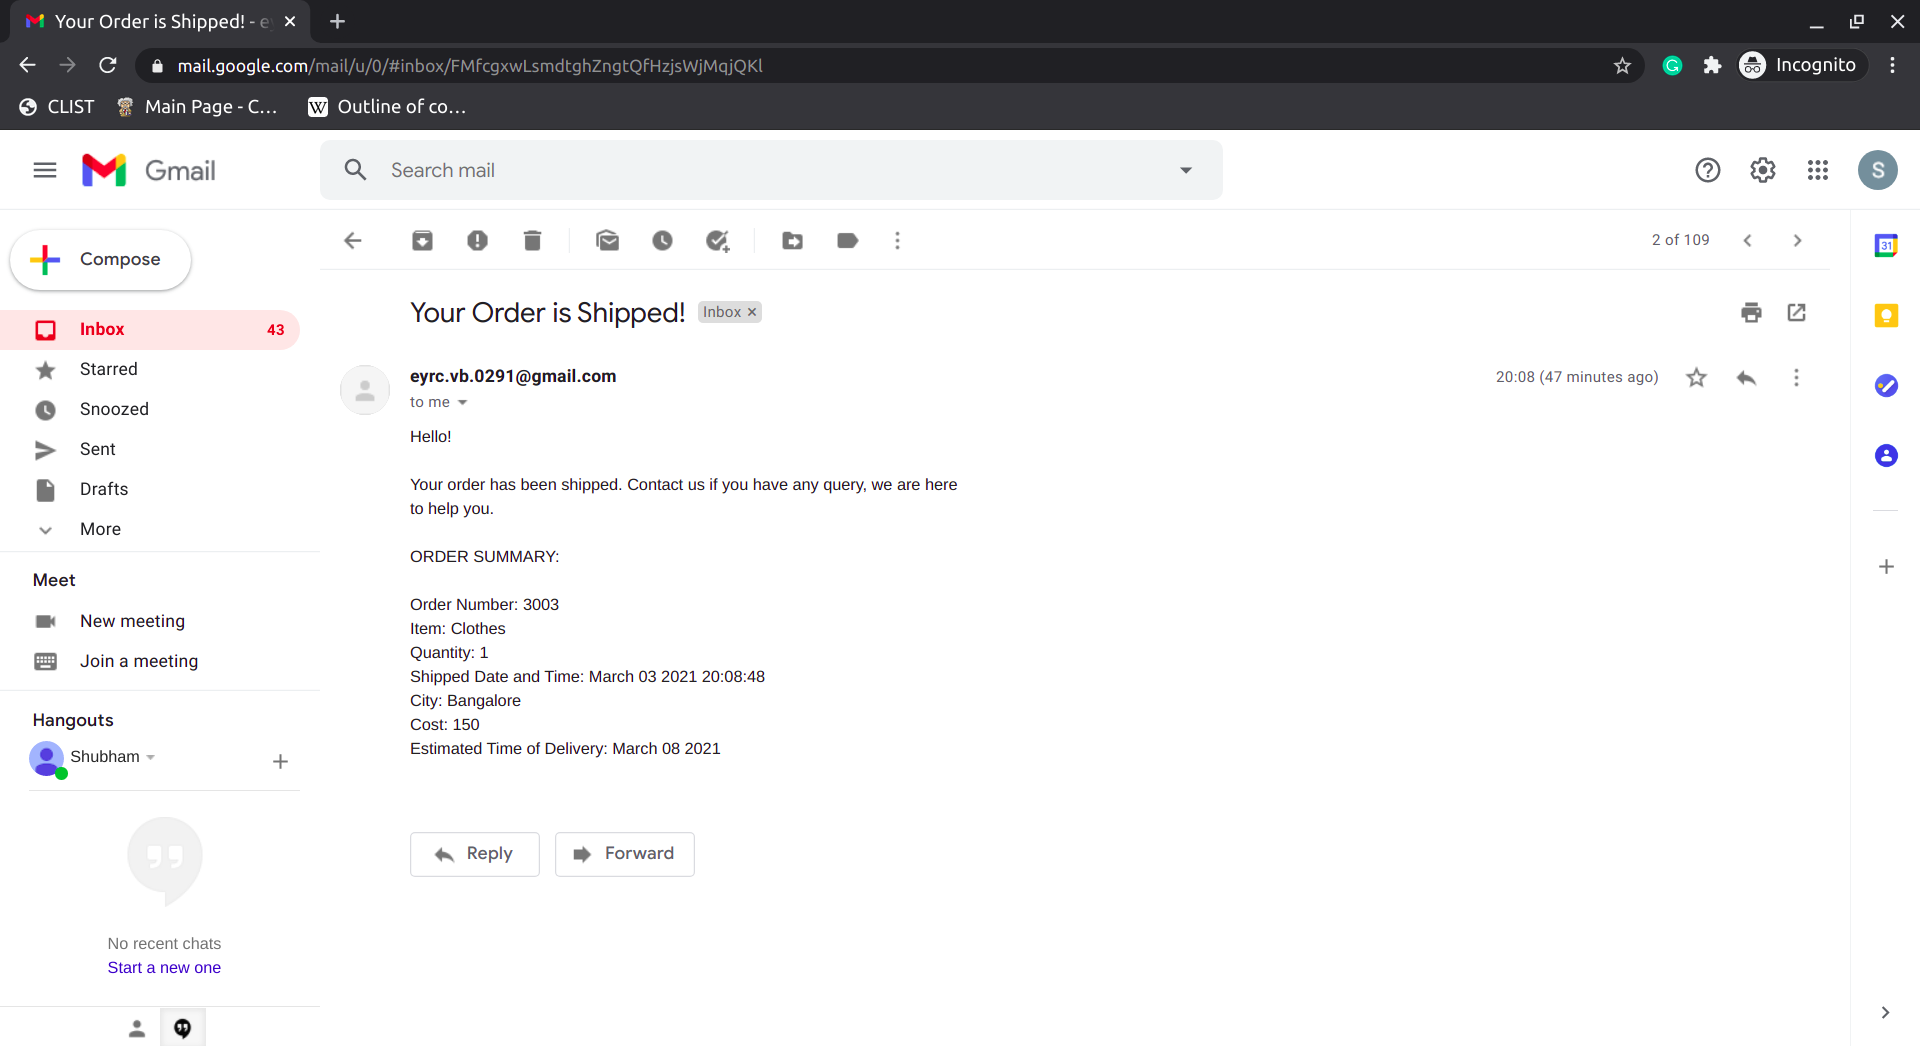 Your Order is Shipped! - e
mail.google.com/mail/u/0/#inbox/FMfcgxwLsmdtghZngtQfHzjsWjMqjQKl
Incognito
CLIST
Main Page - C...
W Outline of co...
Gmail
Search mail
S
Compose
2 of 109
31
Your Order is Shipped!
Inbox ×
Inbox 43
Starred
Snoozed
Sent
Drafts
More
eyrc.vb.0291@gmail.com
20:08 (47 minutes ago)
to me
Hello!
Your order has been shipped. Contact us if you have any query, we are here
to help you.
ORDER SUMMARY:
Order Number: 3003
Item: Clothes
Quantity: 1
Shipped Date and Time: March 03 2021 20:08:48
City: Bangalore
Cost: 150
Estimated Time of Delivery: March 08 2021
Reply
Forward
Meet
New meeting
Join a meeting
Hangouts
Shubham
No recent chats
Start a new one